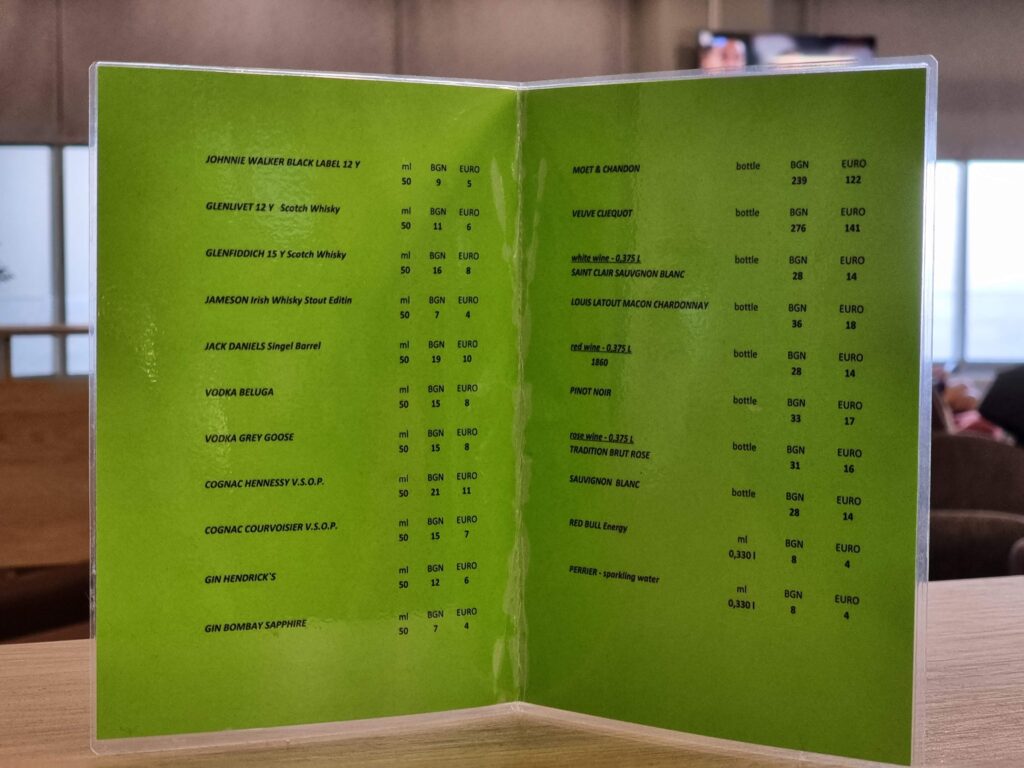 JOHNNIE WALKER BLACK LABEL 12 Y ml BGN EURO
50 9 5
GLENLIVET 12 Y Scotch Whisky ml BGN EURO
50 11 6
GLENFIDDICH 15 Y Scotch Whisky ml BGN EURO
50 16 8
JAMESON Irish Whisky Stout Editin ml BGN EURO
50 7 4
JACK DANIELS Singel Barrel ml BGN EURO
50 19 10
VODKA BELUGA ml BGN EURO
50 15 8
VODKA GREY GOOSE ml BGN EURO
50 15 8
COGNAC HENNESSY V.S.O.P. ml BGN EURO
50 21 11
COGNAC COURVOISIER V.S.O.P. ml BGN EURO
50 15 7
GIN HENDRICK`S ml BGN EURO
50 12 6
GIN BOMBAY SAPPHIRE ml BGN EURO
50 7 4
MOET & CHANDON bottle BGN EURO
239 122
VEUVE CLIEQUOT bottle BGN EURO
276 141
white wine - 0,375 L bottle BGN EURO
SAINT CLAIR SAUVGNON BLANC 28 14
LOUIS LATOUT MACON CHARDONNAY bottle BGN EURO
36 18
red wine - 0,375 L bottle BGN EURO
1860 28 14
PINOT NOIR bottle BGN EURO
33 17
rose wine - 0,375 L bottle BGN EURO
TRADITION BRUT ROSE 31 16
SAUVIGNON BLANC bottle BGN EURO
28 14
RED BULL Energy ml BGN EURO
0,330 l 8 4
PERRIER - sparkling water ml BGN EURO
0,330 l 8 4